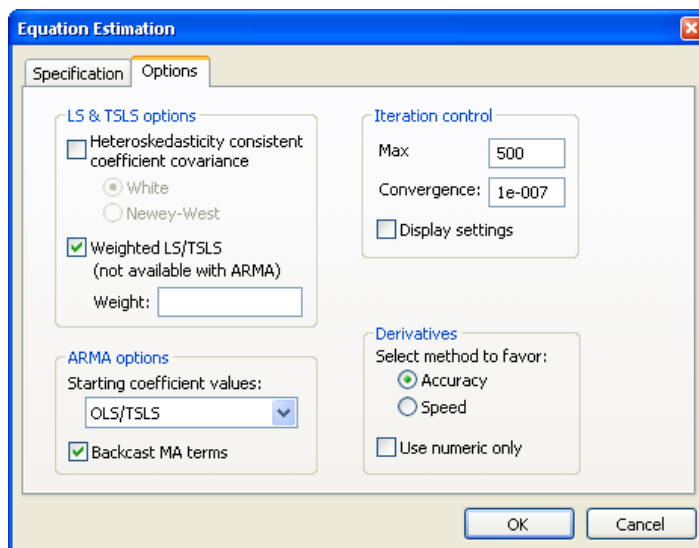 Equation Estimation
Specification
Options
LS & TSLS options
Heteroskedasticity consistent
coefficient covariance
White
Newey-West
Weighted LS/TSLS
(not available with ARMA)
Weight:
ARMA options
Starting coefficient values:
OLS/TSLS
Backcast MA terms
Iteration control
Max
500
Convergence:
1e-007
Display settings
Derivatives
Select method to favor:
Accuracy
Speed
Use numeric only
OK
Cancel